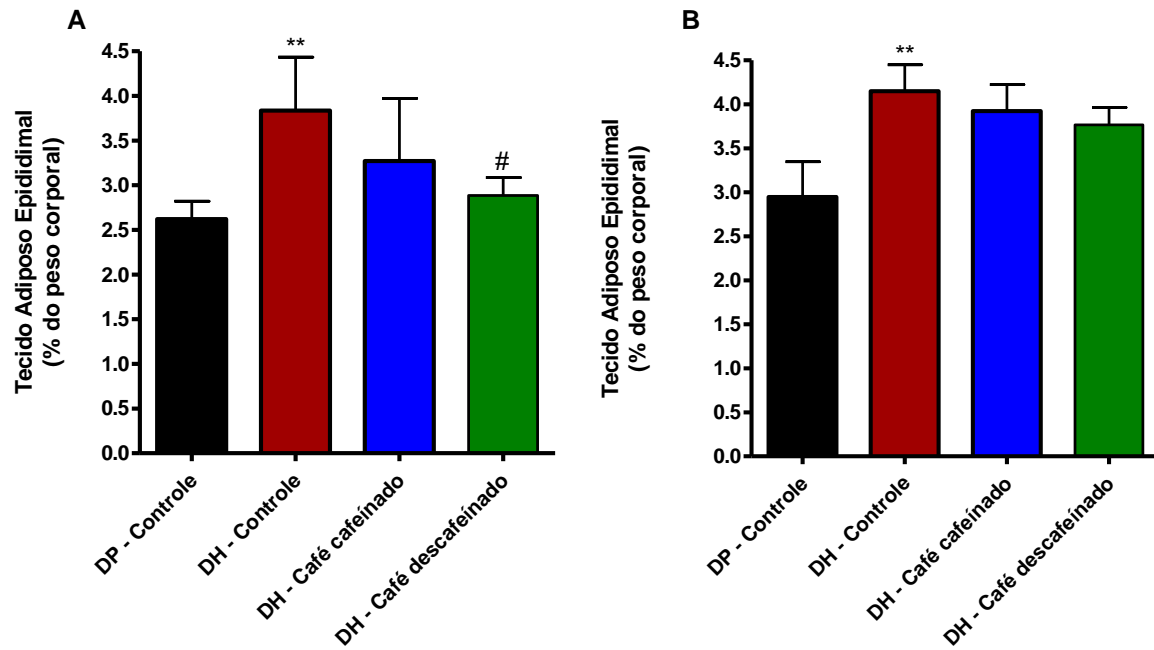 A
Tecido Adiposo Epididimal
(% do peso corporal)
4.5
4.0
3.5
3.0
2.5
2.0
1.5
1.0
0.5
0.0
**
#
DP - Controle
DH - Controle
DH - Café cafeínado
DH - Café descafeínado
B
Tecido Adiposo Epididimal
(% do peso corporal)
4.5
4.0
3.5
3.0
2.5
2.0
1.5
1.0
0.5
0.0
**
DP - Controle
DH - Controle
DH - Café cafeínado
DH - Café descafeínado